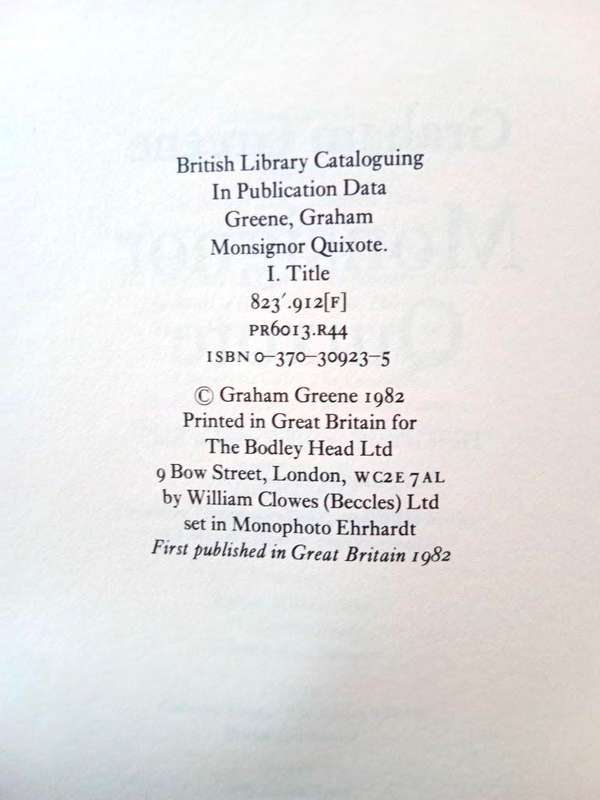 British Library Cataloguing
In Publication Data
Greene, Graham
Monsignor Quixote.
I. Title
823′.912[F]
PR6013.R44
ISBN 0–370–30923–5
© Graham Greene 1982
Printed in Great Britain for
The Bodley Head Ltd
9 Bow Street, London, WC2E 7AL
by William Clowes (Beccles) Ltd
set in Monophoto Ehrhardt
First published in Great Britain 1982